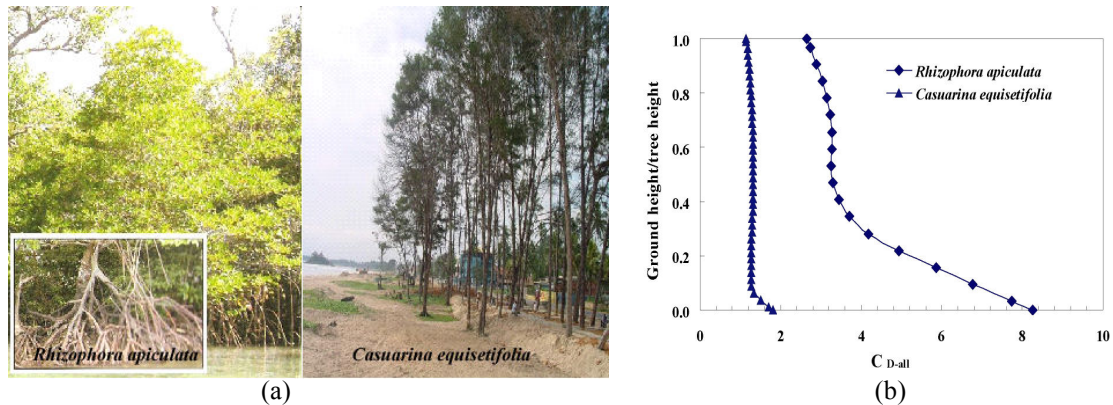 Rhizophora apiculata
Casuarina equisetifolia
(a)
Ground height/tree height
1.0
0.8
0.6
0.4
0.2
0.0
Rhizophora apiculata
Casuarina equisetifolia
0 2 4 6 8 10
C D-all
(b)